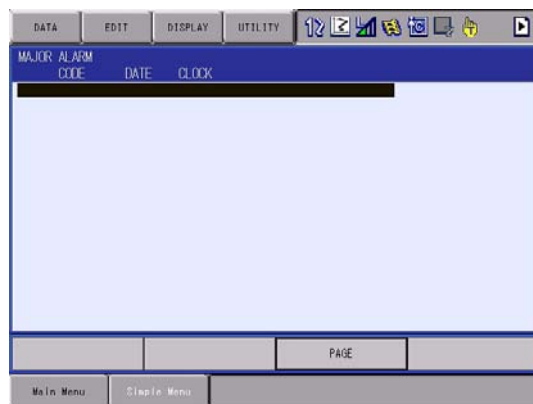 DATA EDIT DISPLAY UTILITY
MAJOR ALARM
CODE DATE CLOCK
PAGE
Main Menu Simple Menu